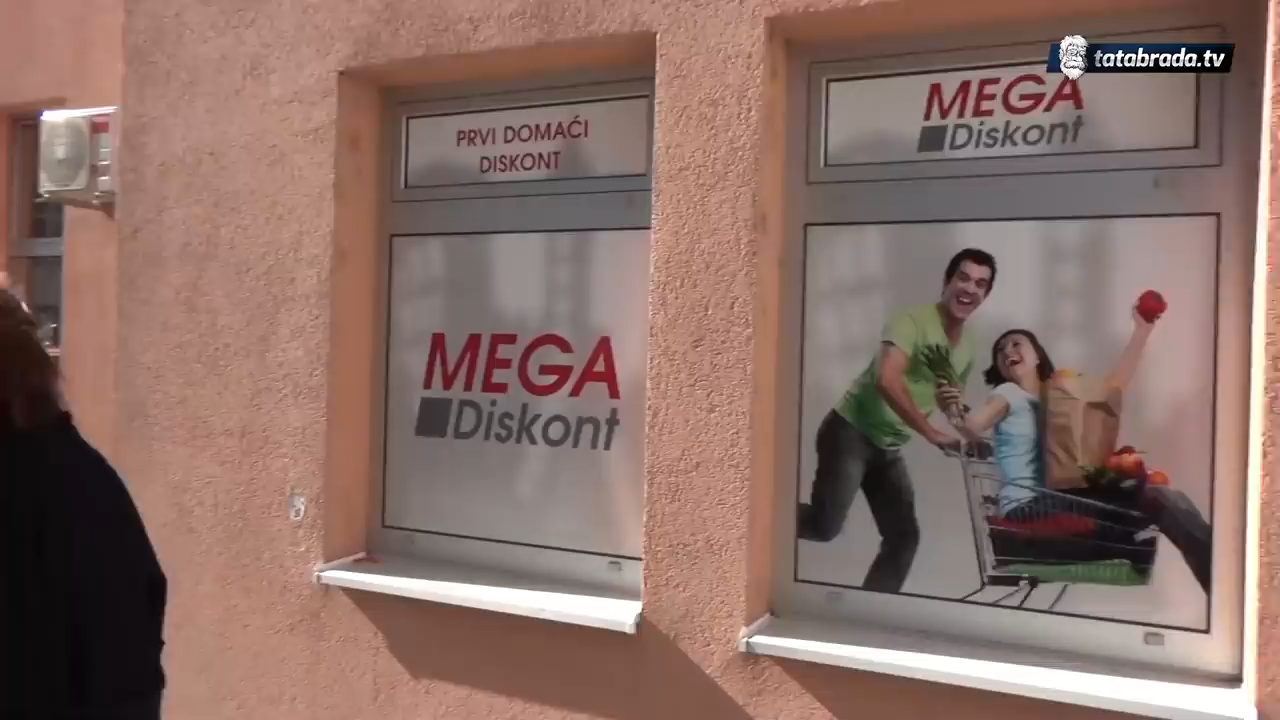 tatabrada.tv
PRVI DOMAĆI
DISKONT
MEGA
Diskont
MEGA
Diskont